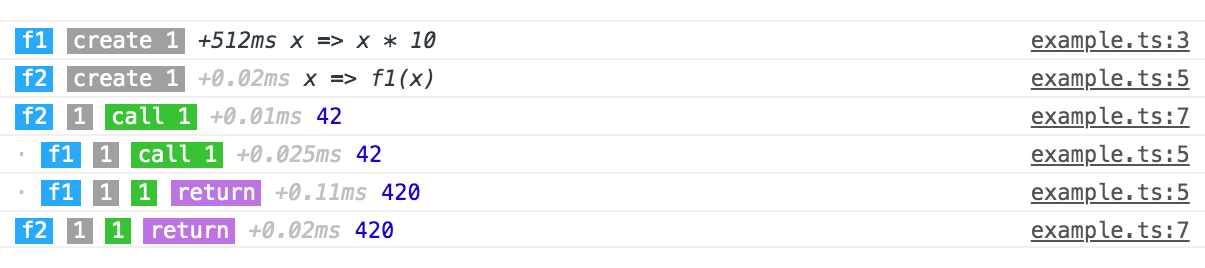 f1 create 1 +512ms x => x * 10 example.ts:3
f2 create 1 +0.02ms x => f1(x) example.ts:5
f2 1 call 1 +0.01ms 42 example.ts:7
· f1 1 call 1 +0.025ms 42 example.ts:5
· f1 1 1 return +0.11ms 420 example.ts:5
f2 1 1 return +0.02ms 420 example.ts:7